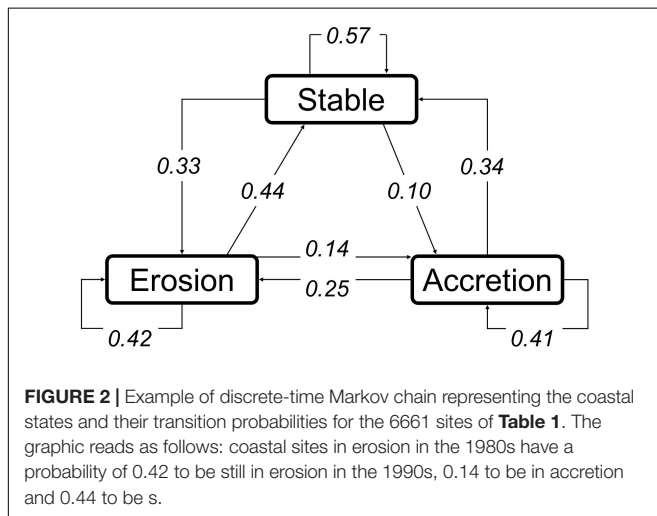 0.57
Stable
0.33
0.44
0.10
0.34
0.14
Erosion
Accretion
0.25
0.42
0.41
FIGURE 2 | Example of discrete-time Markov chain representing the coastal
states and their transition probabilities for the 6661 sites of Table 1. The
graphic reads as follows: coastal sites in erosion in the 1980s have a
probability of 0.42 to be still in erosion in the 1990s, 0.14 to be in accretion
and 0.44 to be s.